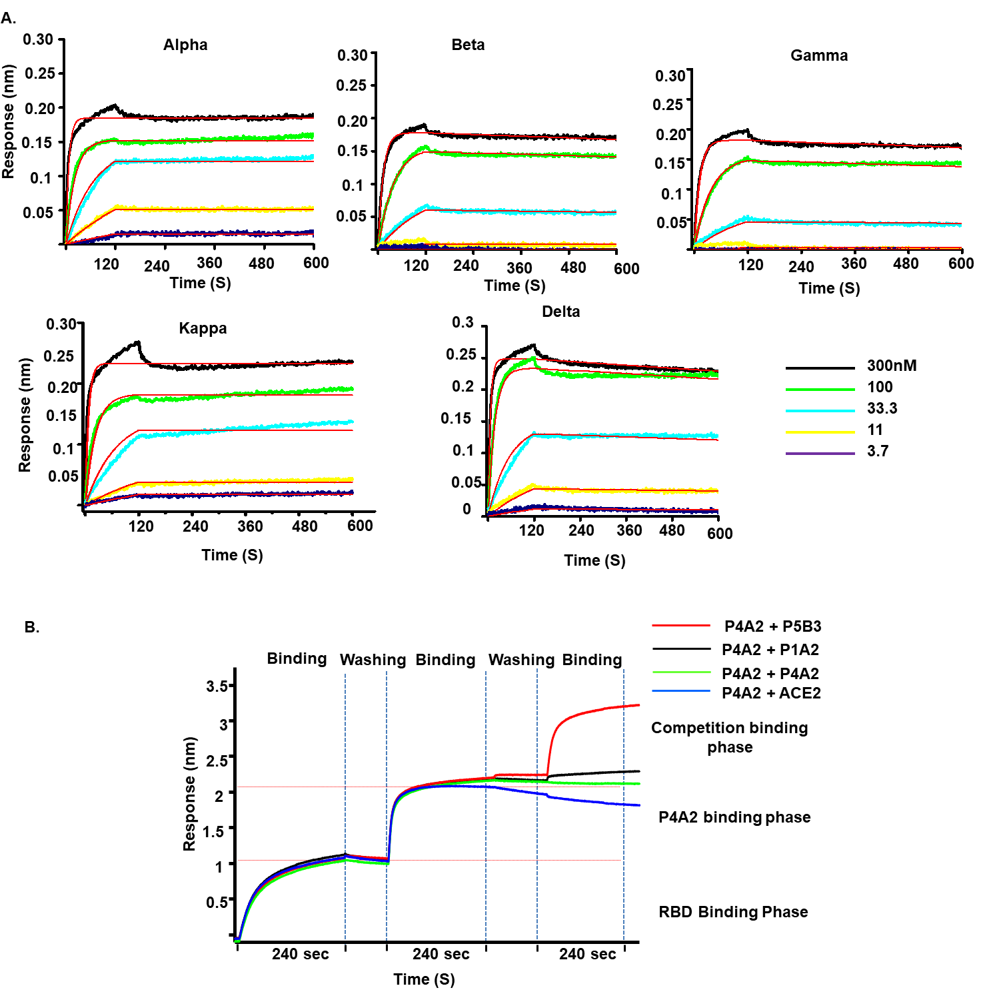 A.
Alpha
0.30
0.25
0.20
0.15
0.1
0.05
Response (nm)
120 240 360 480 600
Time (S)
Beta
0.30
0.25
0.20
0.15
0.1
0.05
120 240 360 480 600
Time (S)
Gamma
0.30
0.25
0.20
0.15
0.1
0.05
120 240 360 480 600
Time (S)
Kappa
0.30
0.25
0.20
0.15
0.1
0.05
Response (nm)
120 240 360 480 600
Time (S)
Delta
0.3
0.25
0.2
0.15
0.1
0.05
0
120 240 360 480 600
Time (S)
300nM
100
33.3
11
3.7
B.
P4A2 + P5B3
P4A2 + P1A2
P4A2 + P4A2
P4A2 + ACE2
Binding Washing Binding Washing Binding
3.5
3
2.5
2
1.5
1
0.5
Response (nm)
Competition binding
phase
P4A2 binding phase
RBD Binding Phase
240 sec 240 sec 240 sec
Time (S)